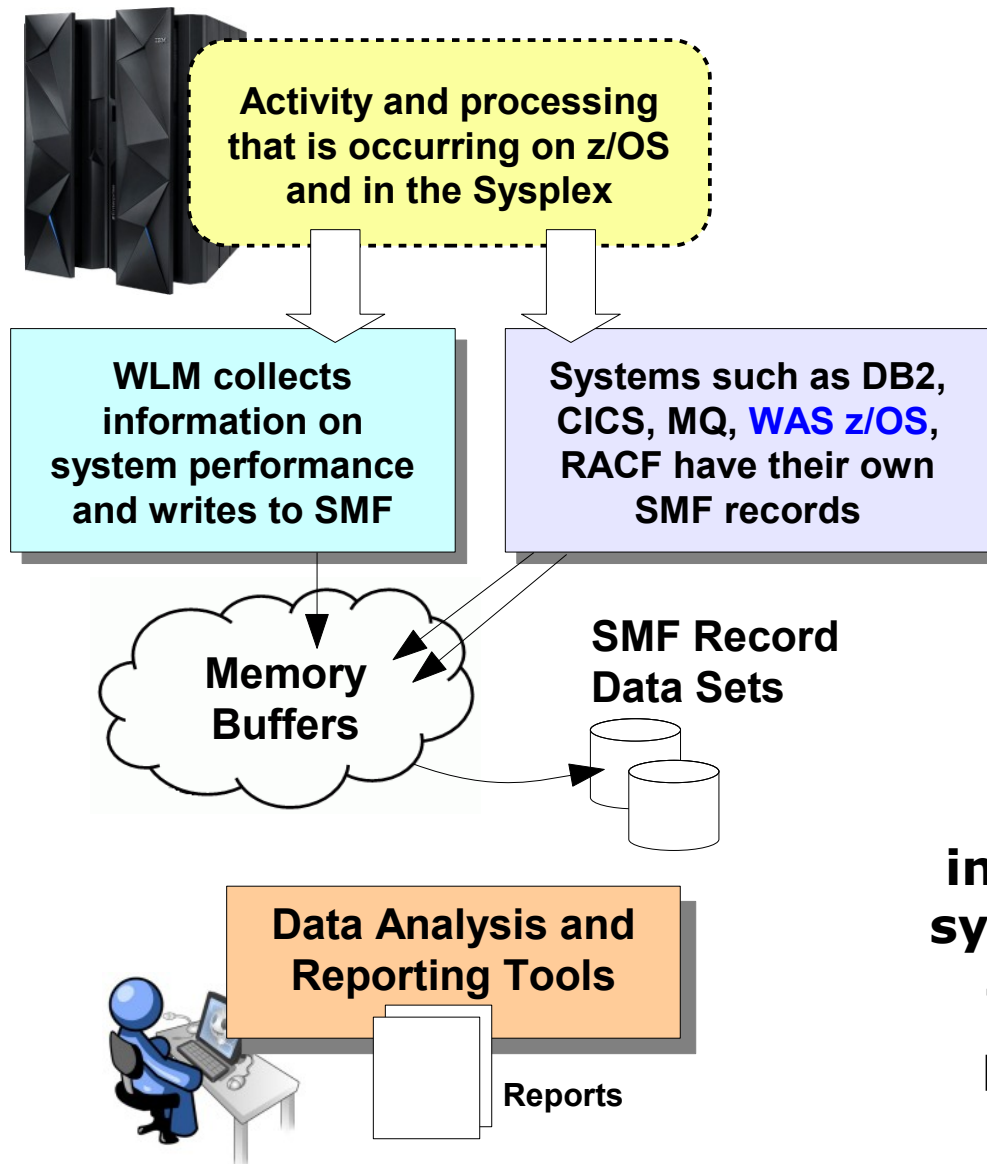 Activity and processing
that is occurring on z/OS
and in the Sysplex
WLM collects
information on
system performance
and writes to SMF
Systems such as DB2,
CICS, MQ, WAS z/OS,
RACF have their own
SMF records
Memory
Buffers
SMF Record
Data Sets
Data Analysis and
Reporting Tools
Reports
in
sy